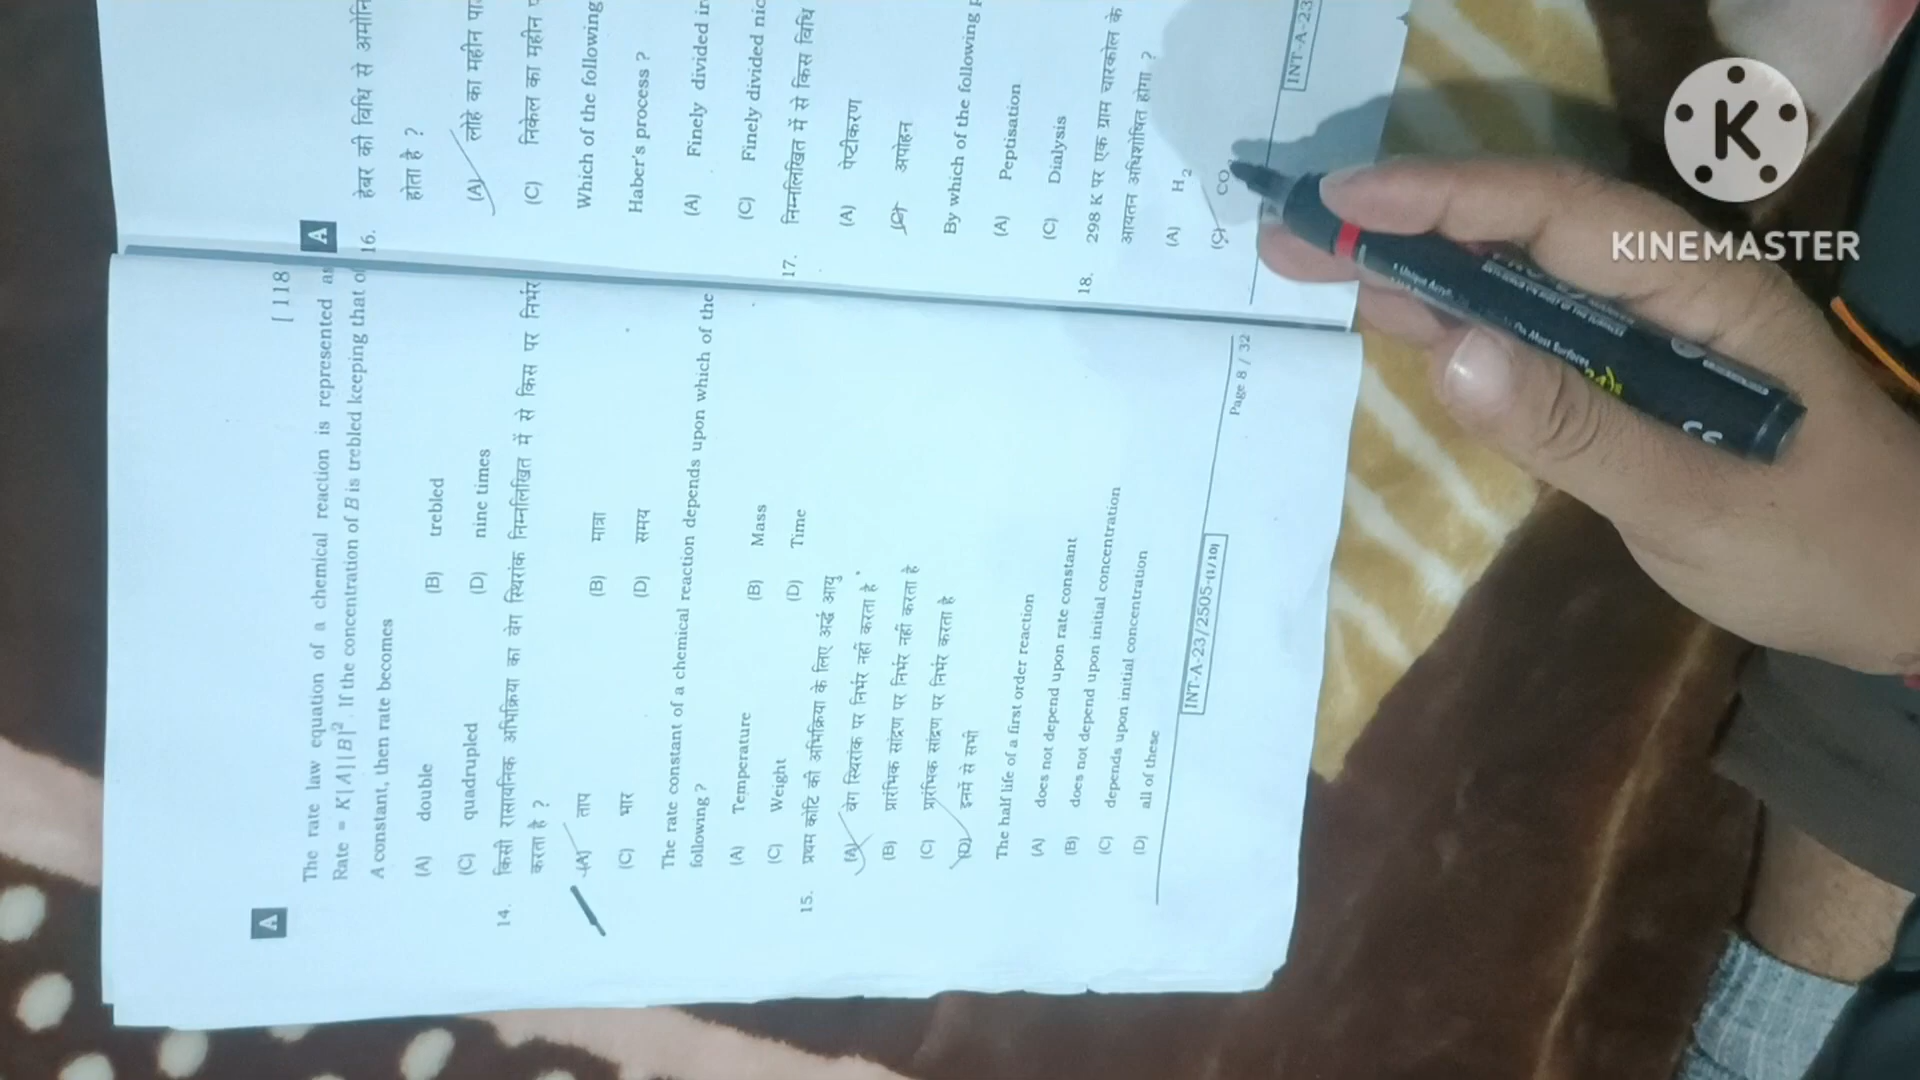 A [ 118
The rate law equation of a chemical reaction is represented as
Rate = K[A][B]². If the concentration of B is trebled keeping that of
A constant, then rate becomes
(A) double (B) trebled
(C) quadrupled (D) nine times
14. किसी रासायनिक अभिक्रिया का वेग स्थिरांक निम्नलिखित में से किस पर निर्भर
करता है ?
(A) ताप (B) मात्रा
(C) भार (D) समय
The rate constant of a chemical reaction depends upon which of the
following ?
(A) Temperature (B) Mass
(C) Weight (D) Time
15. प्रथम कोटि की अभिक्रिया के लिए अर्द्ध आयु
(A) वेग स्थिरांक पर निर्भर नहीं करता है
(B) प्रारंभिक सांद्रण पर निर्भर नहीं करता है
(C) प्रारंभिक सांद्रण पर निर्भर करता है
(D) इनमें से सभी
The half life of a first order reaction
(A) does not depend upon rate constant
(B) does not depend upon initial concentration
(C) depends upon initial concentration
(D) all of these
INT-A-23/2505-(1/10) Page 8 / 32
A
16. हेबर की विधि से
होता है ?
(A) लोहे का महीन
(C) निकेल का महीन
Which of the following
Haber's process ?
(A) Finely divided
(C) Finely divided
17. निम्नलिखित में से किस विधि
(A) पेप्टीकरण
(C) अपोहन
By which of the following
(A) Peptisation
(C) Dialysis
18. 298 K पर एक ग्राम चारकोल के
आयतन अधिशोषित होगा ?
(A) H₂
(C) CO
INT-A-23
K
KINEMASTER